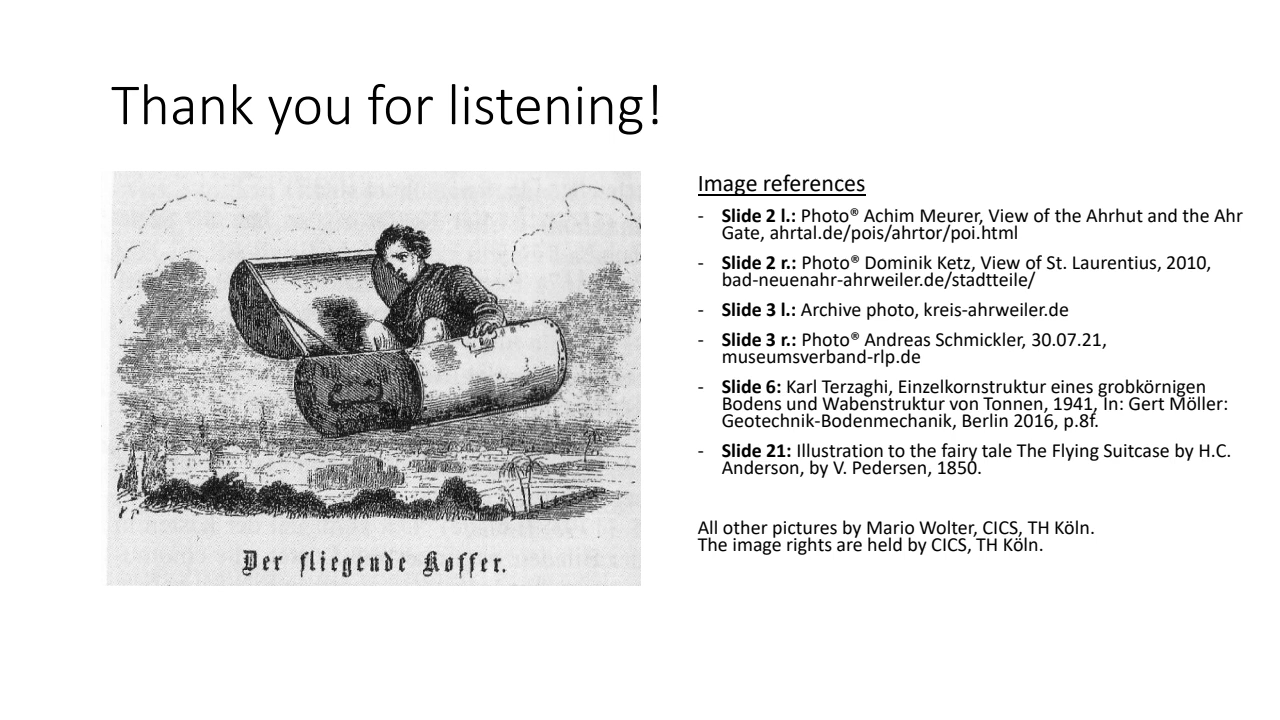 Thank you for listening!
Der fliegende Koffer.
Image references
- Slide 2 l.: Photo® Achim Meurer, View of the Ahrhut and the Ahr
Gate, ahrtal.de/pois/ahrtor/poi.html
- Slide 2 r.: Photo® Dominik Ketz, View of St. Laurentius, 2010,
bad-neuenahr-ahrweiler.de/stadtteile/
- Slide 3 l.: Archive photo, kreis-ahrweiler.de
- Slide 3 r.: Photo® Andreas Schmickler, 30.07.21,
museumsverband-rlp.de
- Slide 6: Karl Terzaghi, Einzelkornstruktur eines grobkörnigen
Bodens und Wabenstruktur von Tonnen, 1941, In: Gert Möller:
Geotechnik-Bodenmechanik, Berlin 2016, p.8f.
- Slide 21: Illustration to the fairy tale The Flying Suitcase by H.C.
Anderson, by V. Pedersen, 1850.
All other pictures by Mario Wolter, CICS, TH Köln.
The image rights are held by CICS, TH Köln.